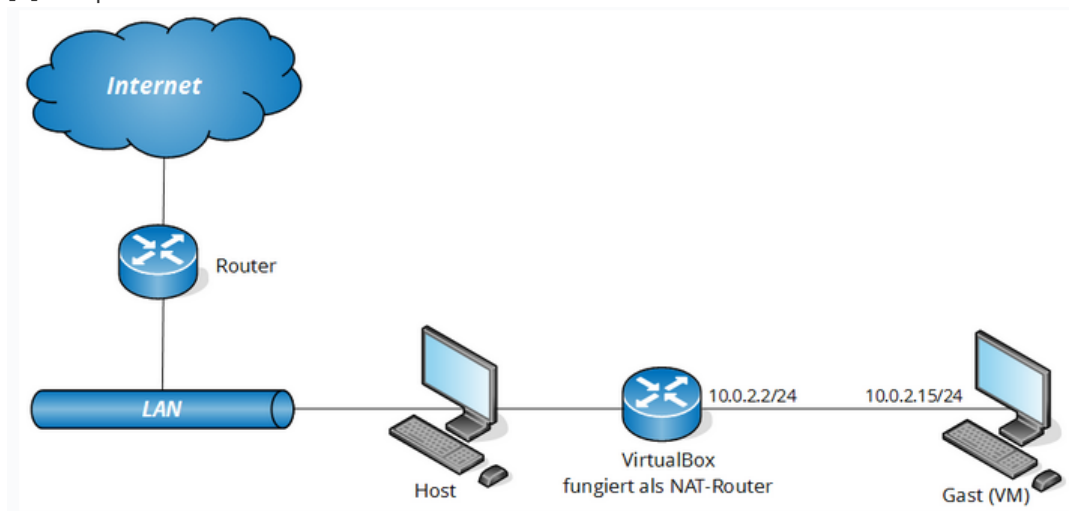 Internet
Router
LAN
10.0.2.2/24
10.0.2.15/24
VirtualBox
fungiert als NAT-Router
Host
Gast (VM)